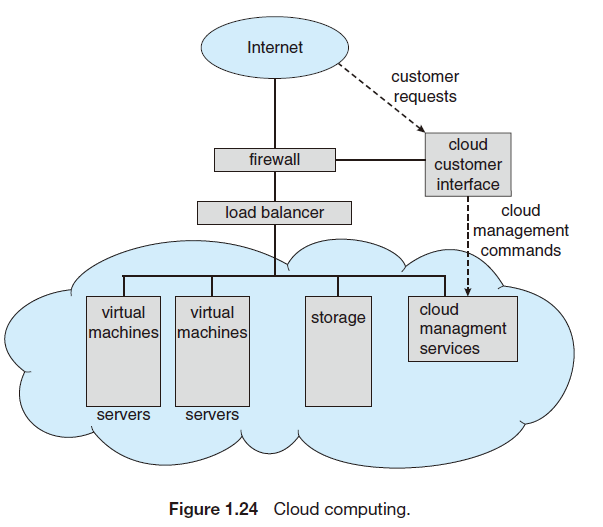 Internet
customer
requests
firewall
cloud
customer
interface
load balancer
cloud
management
commands
virtual
machines
virtual
machines
storage
cloud
managment
services
servers
servers
Figure 1.24 Cloud computing.